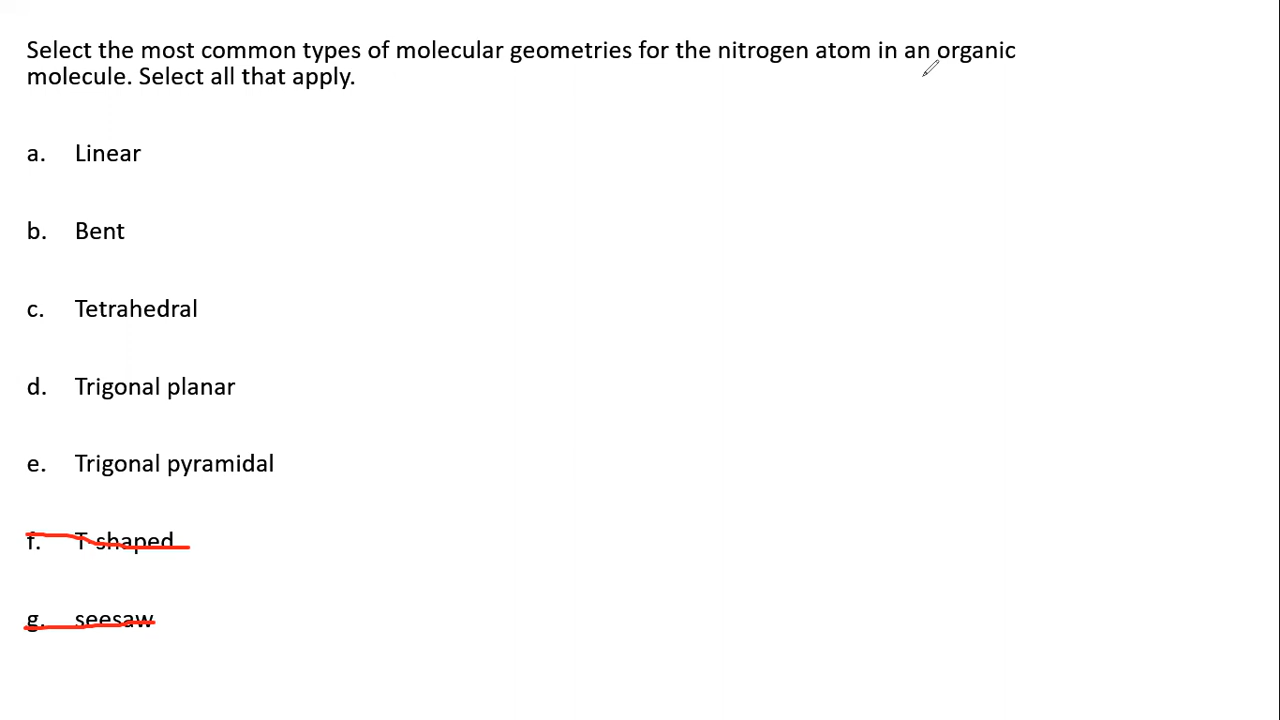 Select the most common types of molecular geometries for the nitrogen atom in an organic
molecule. Select all that apply.
a. Linear
b. Bent
c. Tetrahedral
d. Trigonal planar
e. Trigonal pyramidal
f. T-shaped
g. seesaw